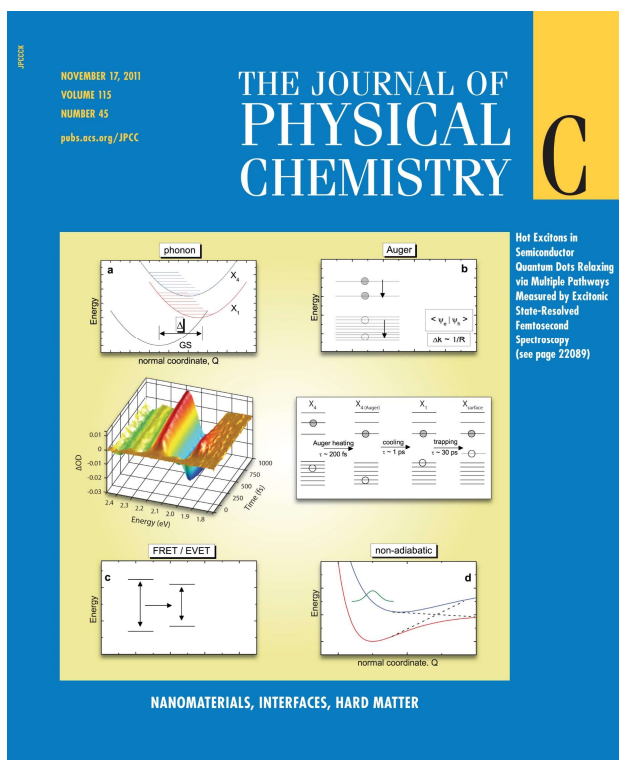 JPCCCK
NOVEMBER 17, 2011
VOLUME 115
NUMBER 45
pubs.acs.org/JPCC
THE JOURNAL OF
PHYSICAL
CHEMISTRY
C
Hot Excitons in
Semiconductor
Quantum Dots Relaxing
via Multiple Pathways
Measured by Excitonic
State-Resolved
Femtosecond
Spectroscopy
(see page 22089)
phonon
a
X4
X1
Δ
GS
Energy
normal coordinate, Q
Auger
b
Energy
< ψe | ψh >
Δk ~ 1/R
ΔOD
0.01
0
-0.01
-0.02
-0.03
2.4 2.3 2.2 2.1 2.0 1.9 1.8
Energy (eV)
0 250 500 750 1000
Time (fs)
X4 X4 (Auger) X1 Xsurface
Auger heating cooling trapping
τ ~ 200 fs τ ~ 1 ps τ ~ 30 ps
FRET / EVET
c
Energy
non-adiabatic
d
Energy
normal coordinate. Q
NANOMATERIALS, INTERFACES, HARD MATTER